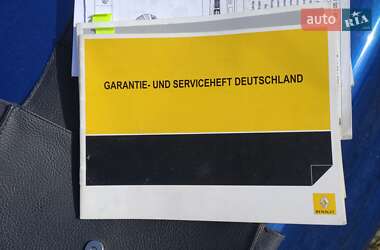 auto RIA
GARANTIE- UND SERVICEHEFT DEUTSCHLAND
RENAULT